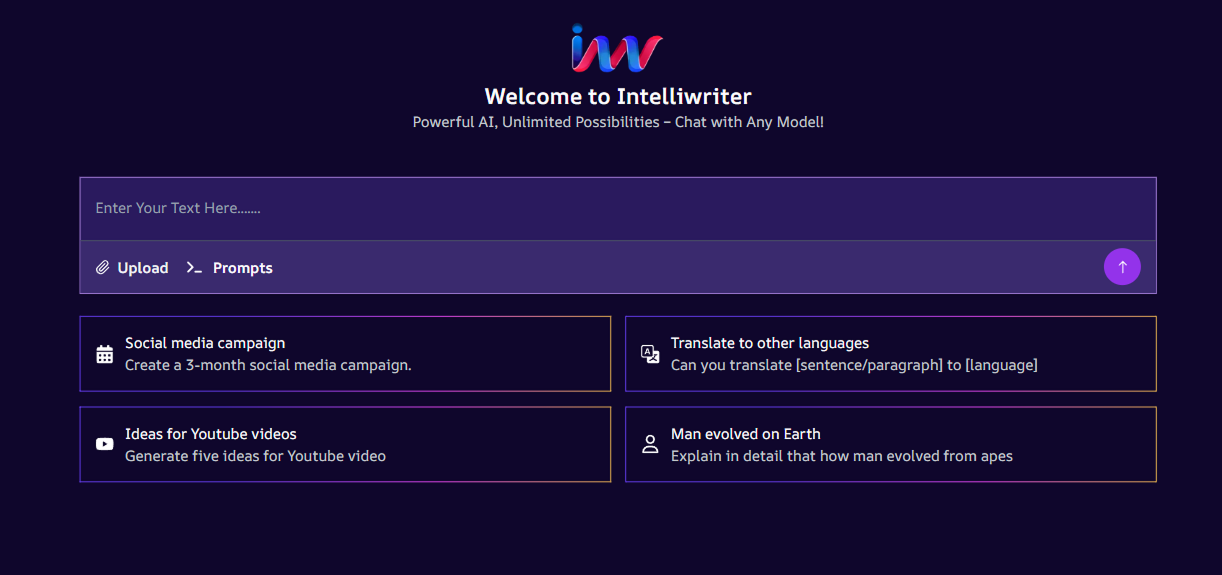 iw
Welcome to Intelliwriter
Powerful AI, Unlimited Possibilities – Chat with Any Model!
Enter Your Text Here.......
Upload
Prompts
Social media campaign
Create a 3-month social media campaign.
Translate to other languages
Can you translate [sentence/paragraph] to [language]
Ideas for Youtube videos
Generate five ideas for Youtube video
Man evolved on Earth
Explain in detail that how man evolved from apes